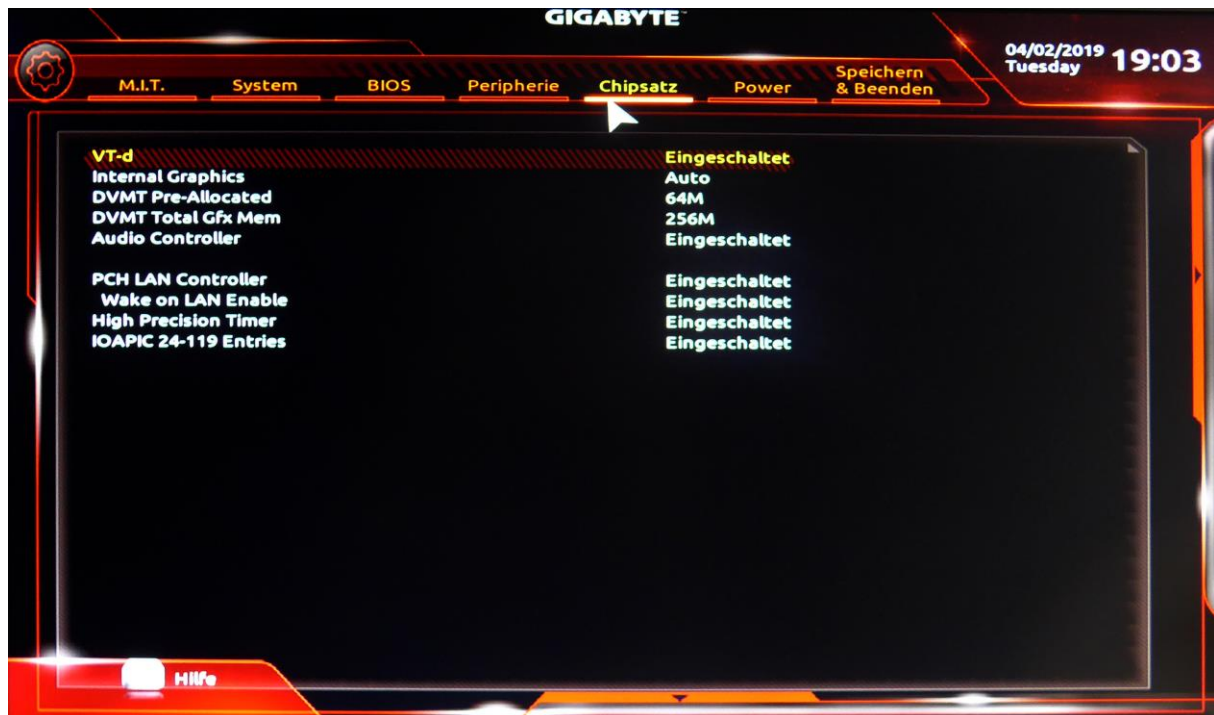 GIGABYTE
04/02/2019 Tuesday 19:03
M.I.T. System BIOS Peripherie Chipsatz Power Speichern & Beenden
VT-d Eingeschaltet
Internal Graphics Auto
DVMT Pre-Allocated 64M
DVMT Total Gfx Mem 256M
Audio Controller Eingeschaltet
PCH LAN Controller Eingeschaltet
Wake on LAN Enable Eingeschaltet
High Precision Timer Eingeschaltet
IOAPIC 24-119 Entries Eingeschaltet
Hilfe